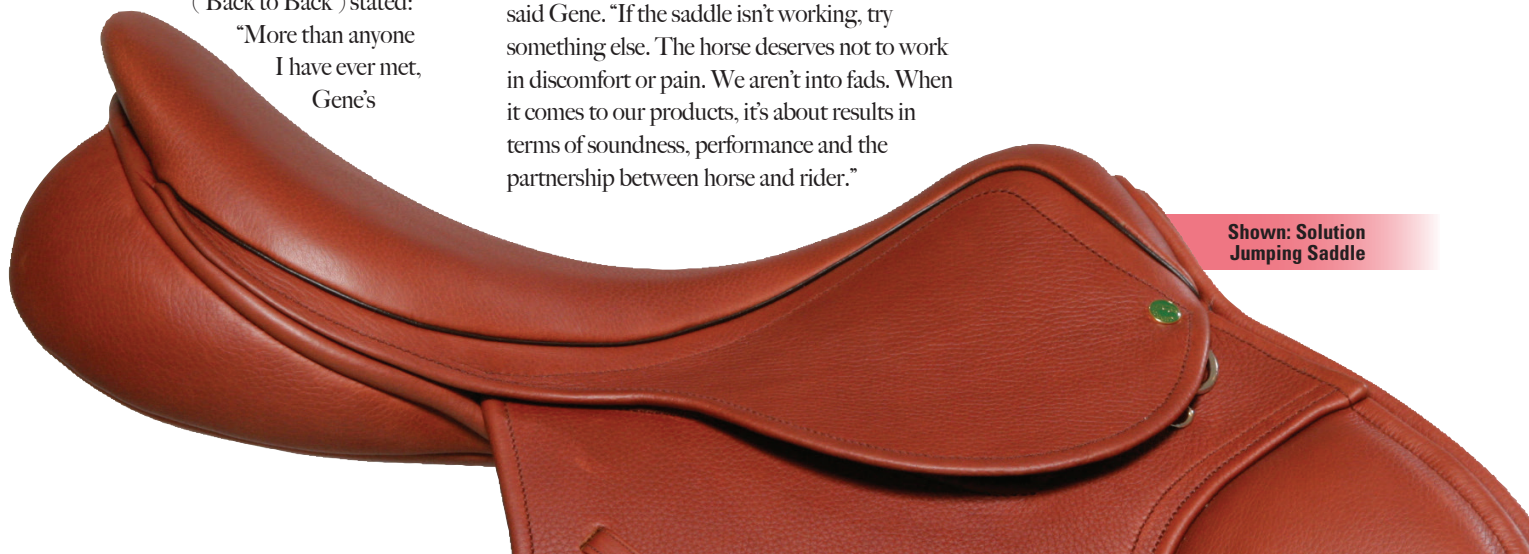 (“Back to Back”) stated:
“More than anyone
I have ever met,
Gene’s
said Gene. “If the saddle isn’t working, try
something else. The horse deserves not to work
in discomfort or pain. We aren’t into fads. When
it comes to our products, it’s about results in
terms of soundness, performance and the
partnership between horse and rider.”
Shown: Solution
Jumping Saddle